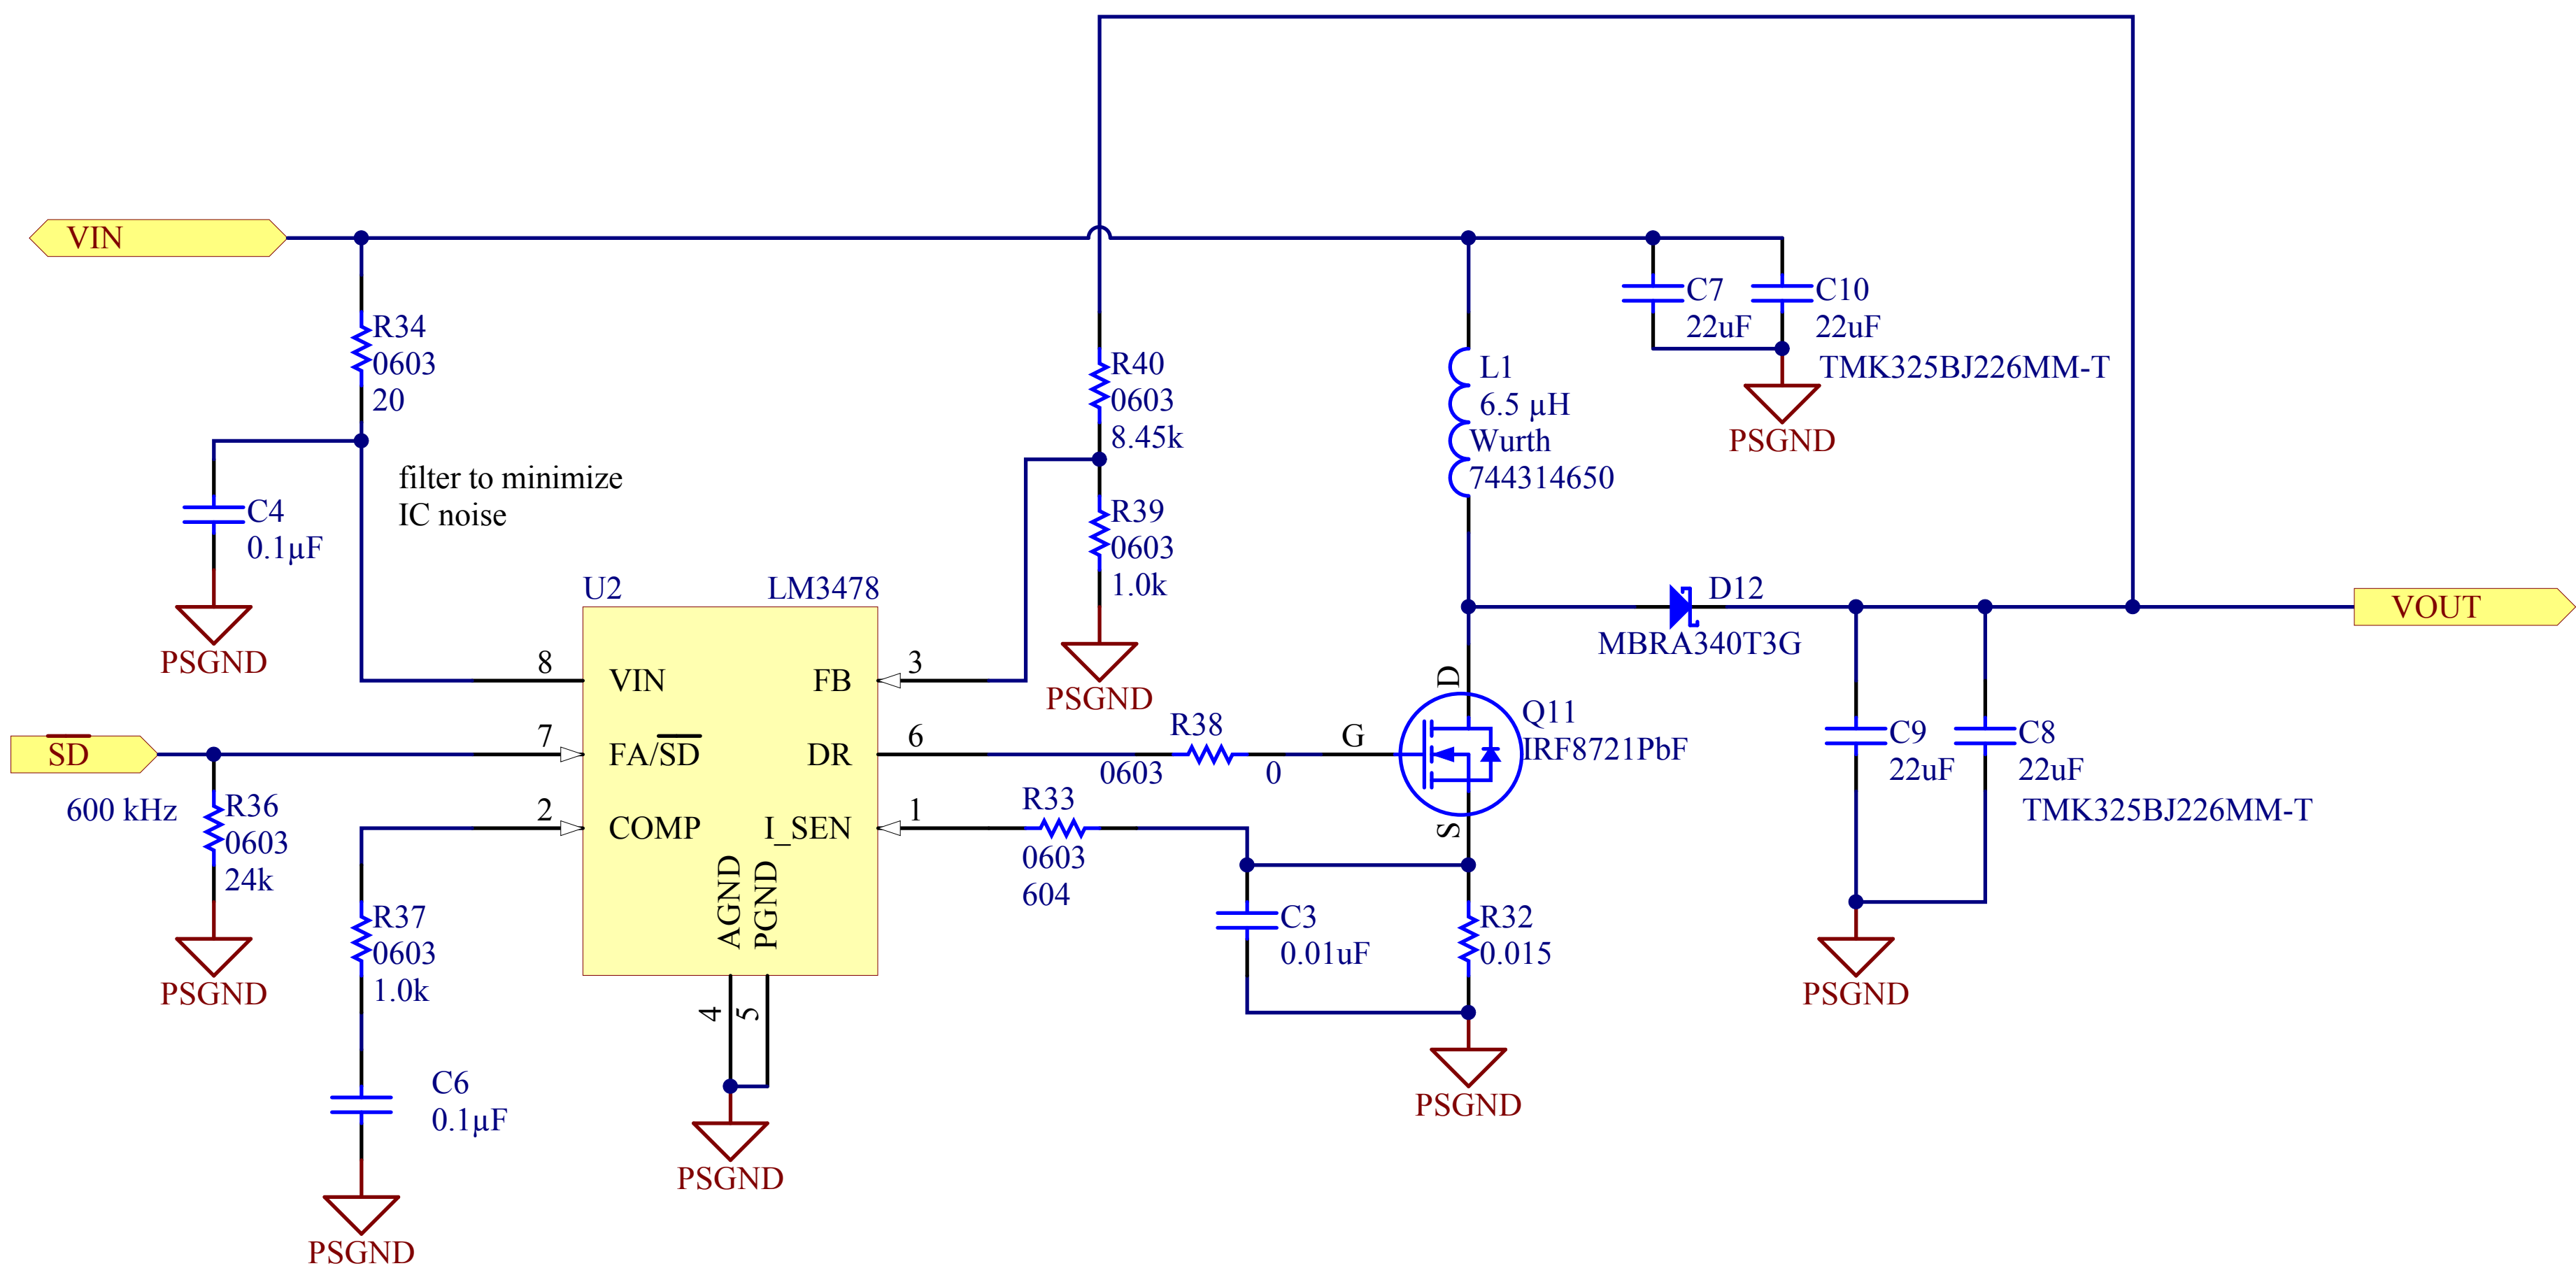 VIN
R34
0603
20
C4
0.1µF
PSGND
filter to minimize
IC noise
R40
0603
8.45k
R39
0603
1.0k
PSGND
L1
6.5 µH
Wurth
744314650
C7
22uF
C10
22uF
TMK325BJ226MM-T
PSGND
U2
LM3478
8
VIN
7
FA/SD
2
COMP
FB
3
DR
6
I_SEN
1
AGND
PGND
4
5
PSGND
SD
600 kHz
R36
0603
24k
PSGND
R37
0603
1.0k
C6
0.1µF
PSGND
R38
0603
0
R33
0603
604
G
D
S
Q11
IRF8721PbF
D12
MBRA340T3G
C3
0.01uF
R32
0.015
PSGND
C9
22uF
C8
22uF
TMK325BJ226MM-T
PSGND
VOUT